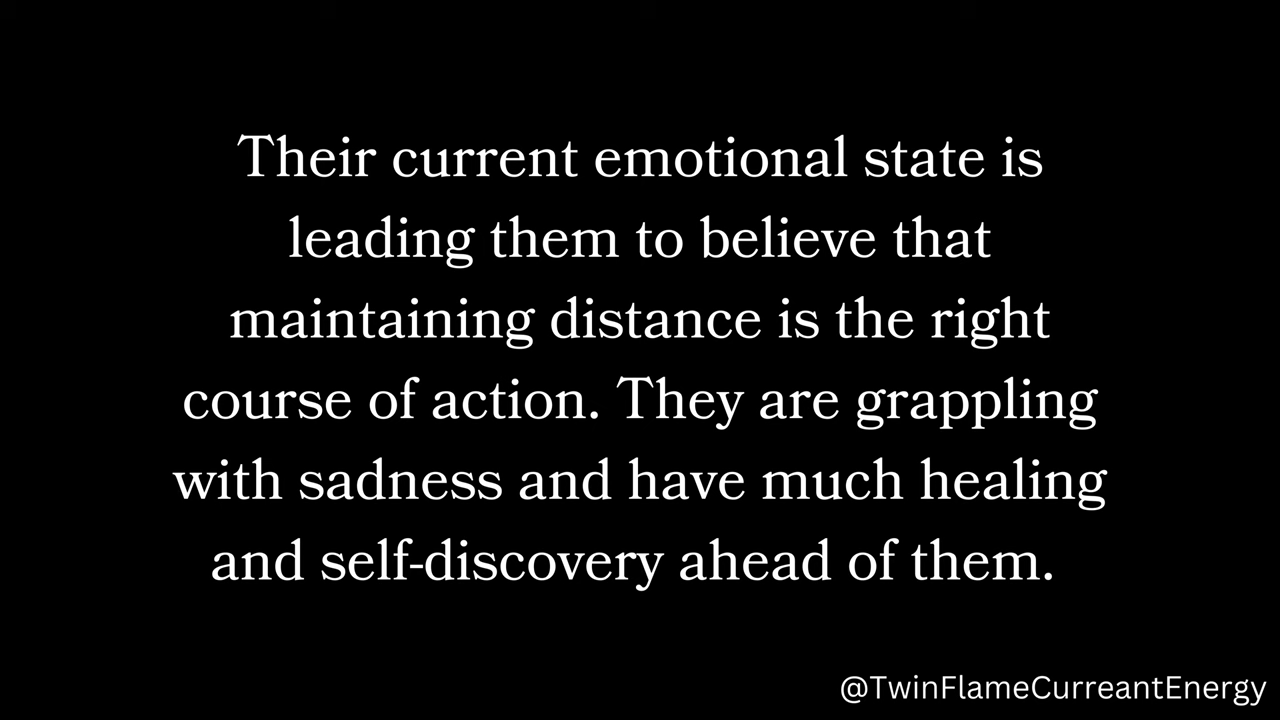 Their current emotional state is
leading them to believe that
maintaining distance is the right
course of action. They are grappling
with sadness and have much healing
and self-discovery ahead of them.
@TwinFlameCurreantEnergy